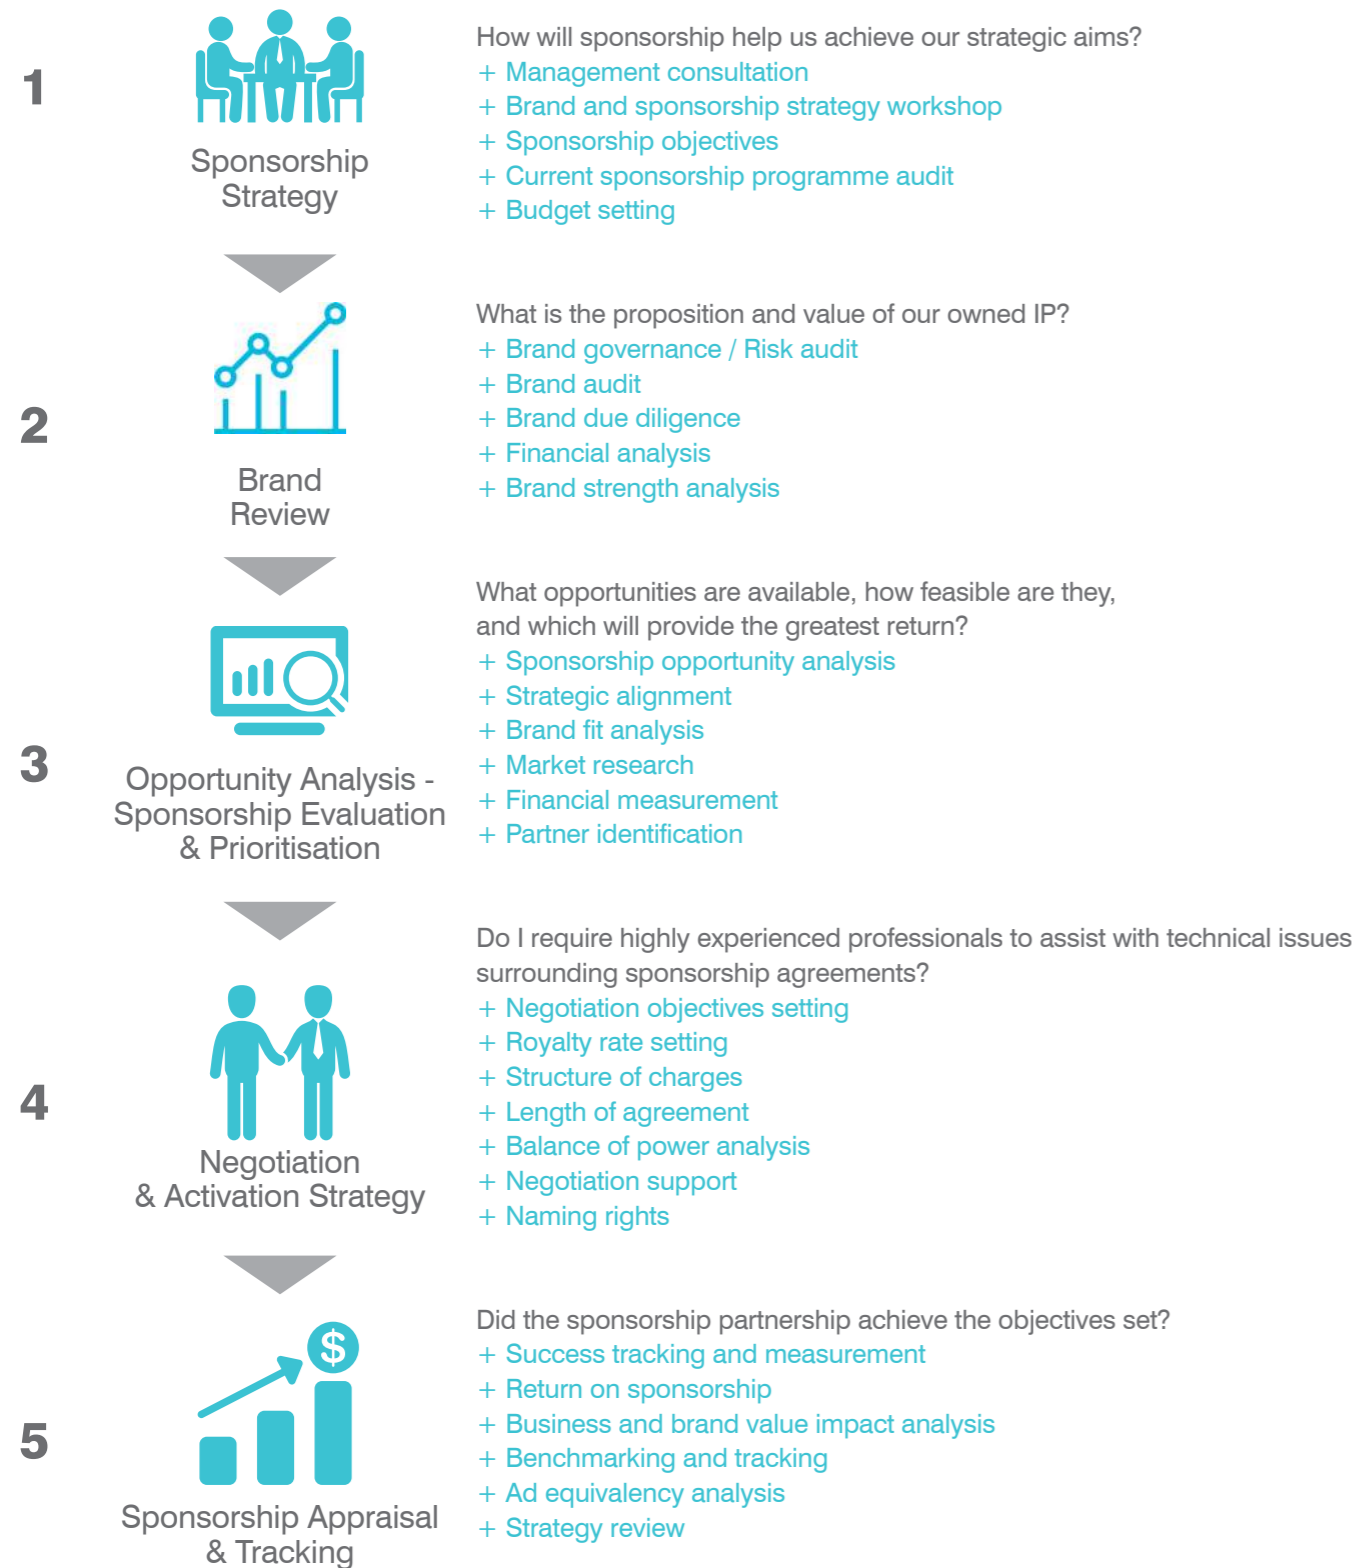 1
Sponsorship
Strategy
How will sponsorship help us achieve our strategic aims?
+ Management consultation
+ Brand and sponsorship strategy workshop
+ Sponsorship objectives
+ Current sponsorship programme audit
+ Budget setting
2
Brand
Review
What is the proposition and value of our owned IP?
+ Brand governance / Risk audit
+ Brand audit
+ Brand due diligence
+ Financial analysis
+ Brand strength analysis
3
Opportunity Analysis -
Sponsorship Evaluation
& Prioritisation
What opportunities are available, how feasible are they,
and which will provide the greatest return?
+ Sponsorship opportunity analysis
+ Strategic alignment
+ Brand fit analysis
+ Market research
+ Financial measurement
+ Partner identification
4
Negotiation
& Activation Strategy
Do I require highly experienced professionals to assist with technical issues
surrounding sponsorship agreements?
+ Negotiation objectives setting
+ Royalty rate setting
+ Structure of charges
+ Length of agreement
+ Balance of power analysis
+ Negotiation support
+ Naming rights
5
$
Sponsorship Appraisal
& Tracking
Did the sponsorship partnership achieve the objectives set?
+ Success tracking and measurement
+ Return on sponsorship
+ Business and brand value impact analysis
+ Benchmarking and tracking
+ Ad equivalency analysis
+ Strategy review